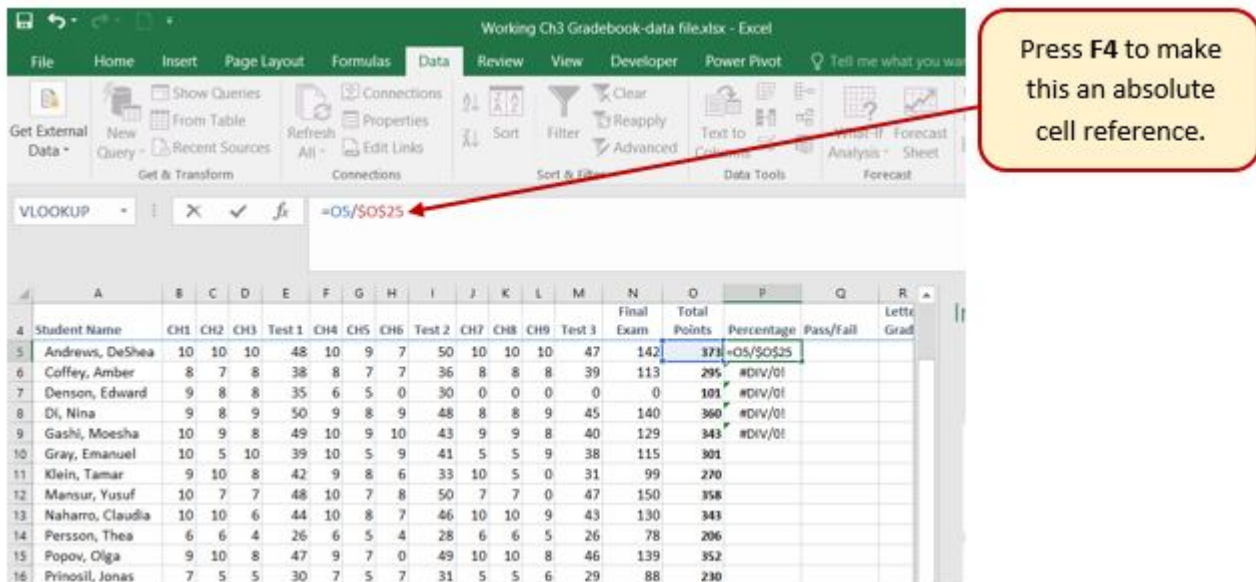 Working Ch3 Gradebook-data file.xlsx - Excel
File Home Insert Page Layout Formulas Data Review View Developer Power Pivot Tell me what you wa
Get External Data
New Query
Show Queries
From Table
Recent Sources
Get & Transform
Refresh All
Connections
Properties
Edit Links
Connections
Sort
Filter
Clear
Reapply
Advanced
Sort & Filter
Text to Columns
Data Tools
What-If Analysis
Forecast Sheet
Forecast
Press F4 to make
this an absolute
cell reference.
VLOOKUP fx =O5/$O$25
A B C D E F G H I J K L M N O P Q R
4 Student Name CH1 CH2 CH3 Test 1 CH4 CH5 CH6 Test 2 CH7 CH8 CH9 Test 3 Final Exam Total Points Percentage Pass/Fail Lette Grad
5 Andrews, DeShea 10 10 10 48 10 9 7 50 10 10 10 47 142 373 =O5/$O$25
6 Coffey, Amber 8 7 8 38 8 7 7 36 8 8 8 39 113 295 #DIV/0!
7 Denson, Edward 9 8 8 35 6 5 0 30 0 0 0 0 0 101 #DIV/0!
8 Di, Nina 9 8 9 50 9 8 9 48 8 8 9 45 140 360 #DIV/0!
9 Gashi, Moesha 10 9 8 49 10 9 10 43 9 9 8 40 129 343 #DIV/0!
10 Gray, Emanuel 10 5 10 39 10 5 9 41 5 5 9 38 115 301
11 Klein, Tamar 9 10 8 42 9 8 6 33 10 5 0 31 99 270
12 Mansur, Yusuf 10 7 7 48 10 7 8 50 7 7 0 47 150 358
13 Naharro, Claudia 10 10 6 44 10 8 7 46 10 10 9 43 130 343
14 Persson, Thea 6 6 4 26 6 5 4 28 6 6 5 26 78 206
15 Popov, Olga 9 10 8 47 9 7 0 49 10 10 8 46 139 352
16 Prinosil, Jonas 7 5 5 30 7 5 7 31 5 5 6 29 88 230